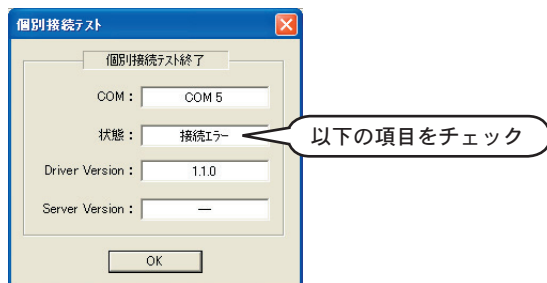 個別接続テスト
個別接続テスト終了
COM : COM 5
状態 : 接続エラー
以下の項目をチェック
Driver Version : 1.1.0
Server Version : —
OK